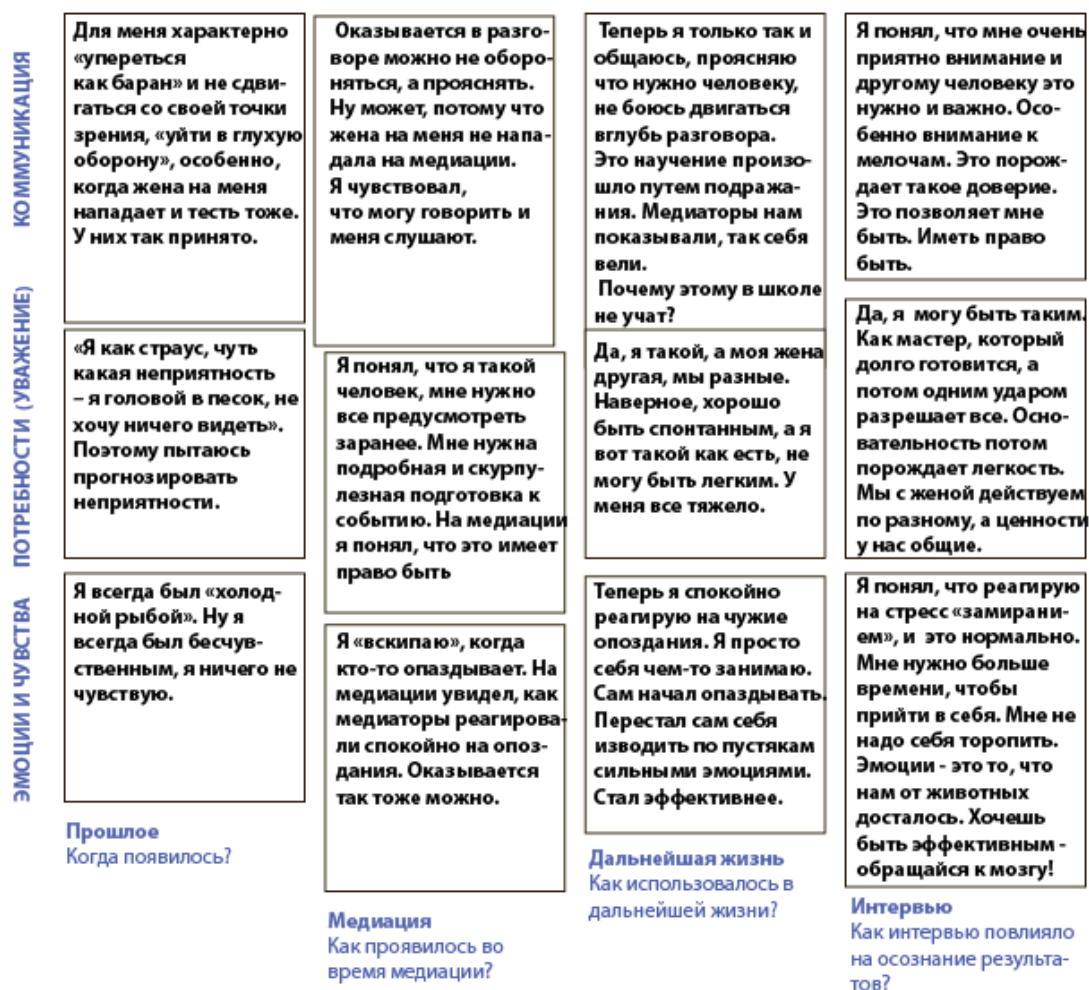 КОММУНИКАЦИЯ
Для меня характерно
«упереться
как баран» и не сдви-
гаться со своей точки
зрения, «уйти в глухую
оборону», особенно,
когда жена на меня
нападает и тесть тоже.
У них так принято.
Оказывается в разго-
воре можно не оборо-
няться, а прояснять.
Ну может, потому что
жена на меня не напа-
дала на медиации.
Я чувствовал,
что могу говорить и
меня слушают.
Теперь я только так и
общаюсь, проясняю
что нужно человеку,
не боюсь двигаться
вглубь разговора.
Это научение произо-
шло путем подража-
ния. Медиаторы нам
показывали, так себя
вели.
Почему этому в школе
не учат?
Я понял, что мне очень
приятно внимание и
другому человеку это
нужно и важно. Осо-
бенно внимание к
мелочам. Это порож-
дает такое доверие.
Это позволяет мне
быть. Иметь право
быть.
ПОТРЕБНОСТИ (УВАЖЕНИЕ)
«Я как страус, чуть
какая неприятность
– я головой в песок, не
хочу ничего видеть».
Поэтому пытаюсь
прогнозировать
неприятности.
Я понял, что я такой
человек, мне нужно
все предусмотреть
заранее. Мне нужна
подробная и скурпу-
лезная подготовка к
событию. На медиации
я понял, что это имеет
право быть
Да, я такой, а моя жена
другая, мы разные.
Наверное, хорошо
быть спонтанным, а я
вот такой как есть, не
могу быть легким. У
меня все тяжело.
Да, я могу быть таким.
Как мастер, который
долго готовится, а
потом одним ударом
разрешает все. Осно-
вательность потом
порождает легкость.
Мы с женой действуем
по разному, а ценности
у нас общие.
ЭМОЦИИ И ЧУВСТВА
Я всегда был «холод-
ной рыбой». Ну я
всегда был бесчув-
ственным, я ничего не
чувствую.
Я «вскипаю», когда
кто-то опаздывает. На
медиации увидел, как
медиаторы реагирова-
ли спокойно на опоз-
дания. Оказывается
так тоже можно.
Теперь я спокойно
реагирую на чужие
опоздания. Я просто
себя чем-то занимаю.
Сам начал опаздывать.
Перестал сам себя
изводить по пустякам
сильными эмоциями.
Стал эффективнее.
Я понял, что реагирую
на стресс «замирани-
ем», и это нормально.
Мне нужно больше
времени, чтобы
прийти в себя. Мне не
надо себя торопить.
Эмоции - это то, что
нам от животных
досталось. Хочешь
быть эффективным -
обращайся к мозгу!
Прошлое
Когда появилось?
Медиация
Как проявилось во
время медиации?
Дальнейшая жизнь
Как использовалось в
дальнейшей жизни?
Интервью
Как интервью повлияло
на осознание результа-
тов?